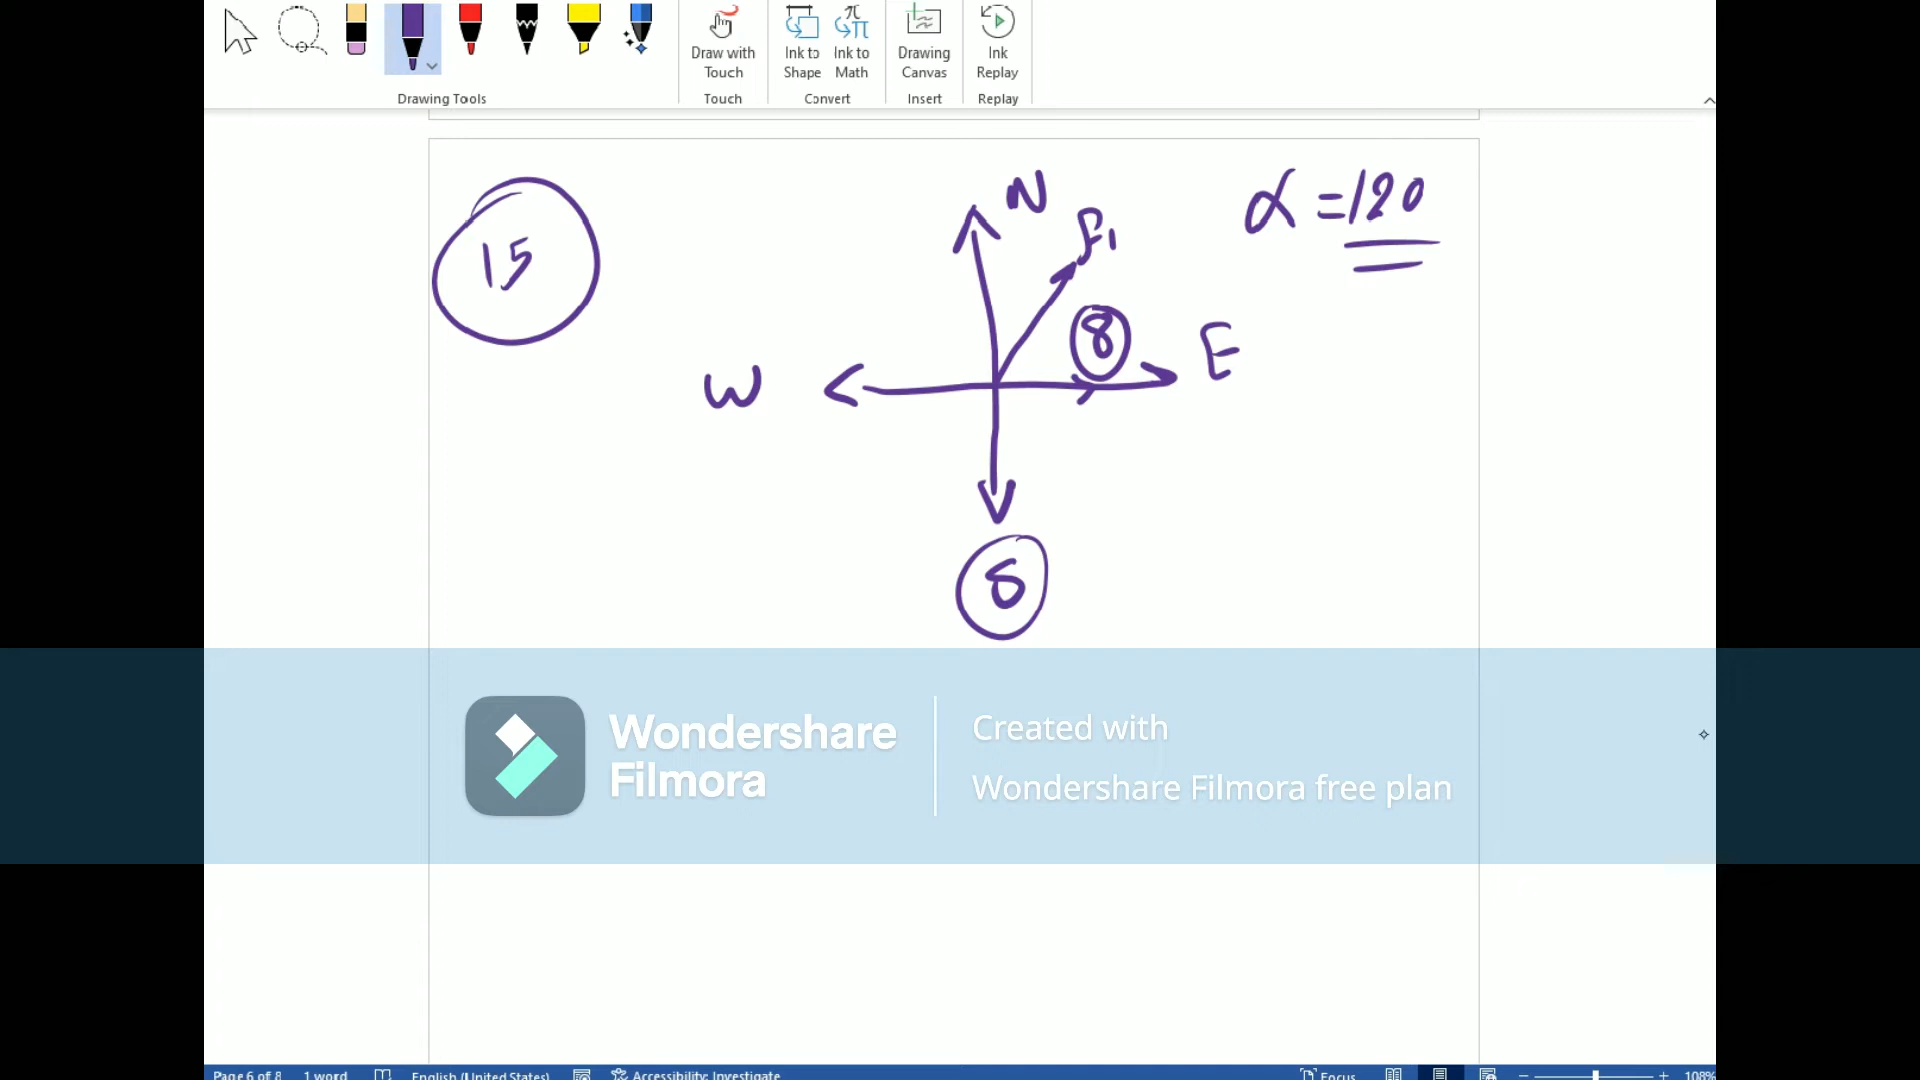 Draw with
Touch
Ink to
Shape
Ink to
Math
Drawing
Canvas
Ink
Replay
Drawing Tools
Touch
Convert
Insert
Replay
15
N
F1
α = 120
8
E
W
8
Wondershare
Filmora
Created with
Wondershare Filmora free plan
Page 6 of 8
1 word
English (United States)
Accessibility: Investigate
Focus
108%